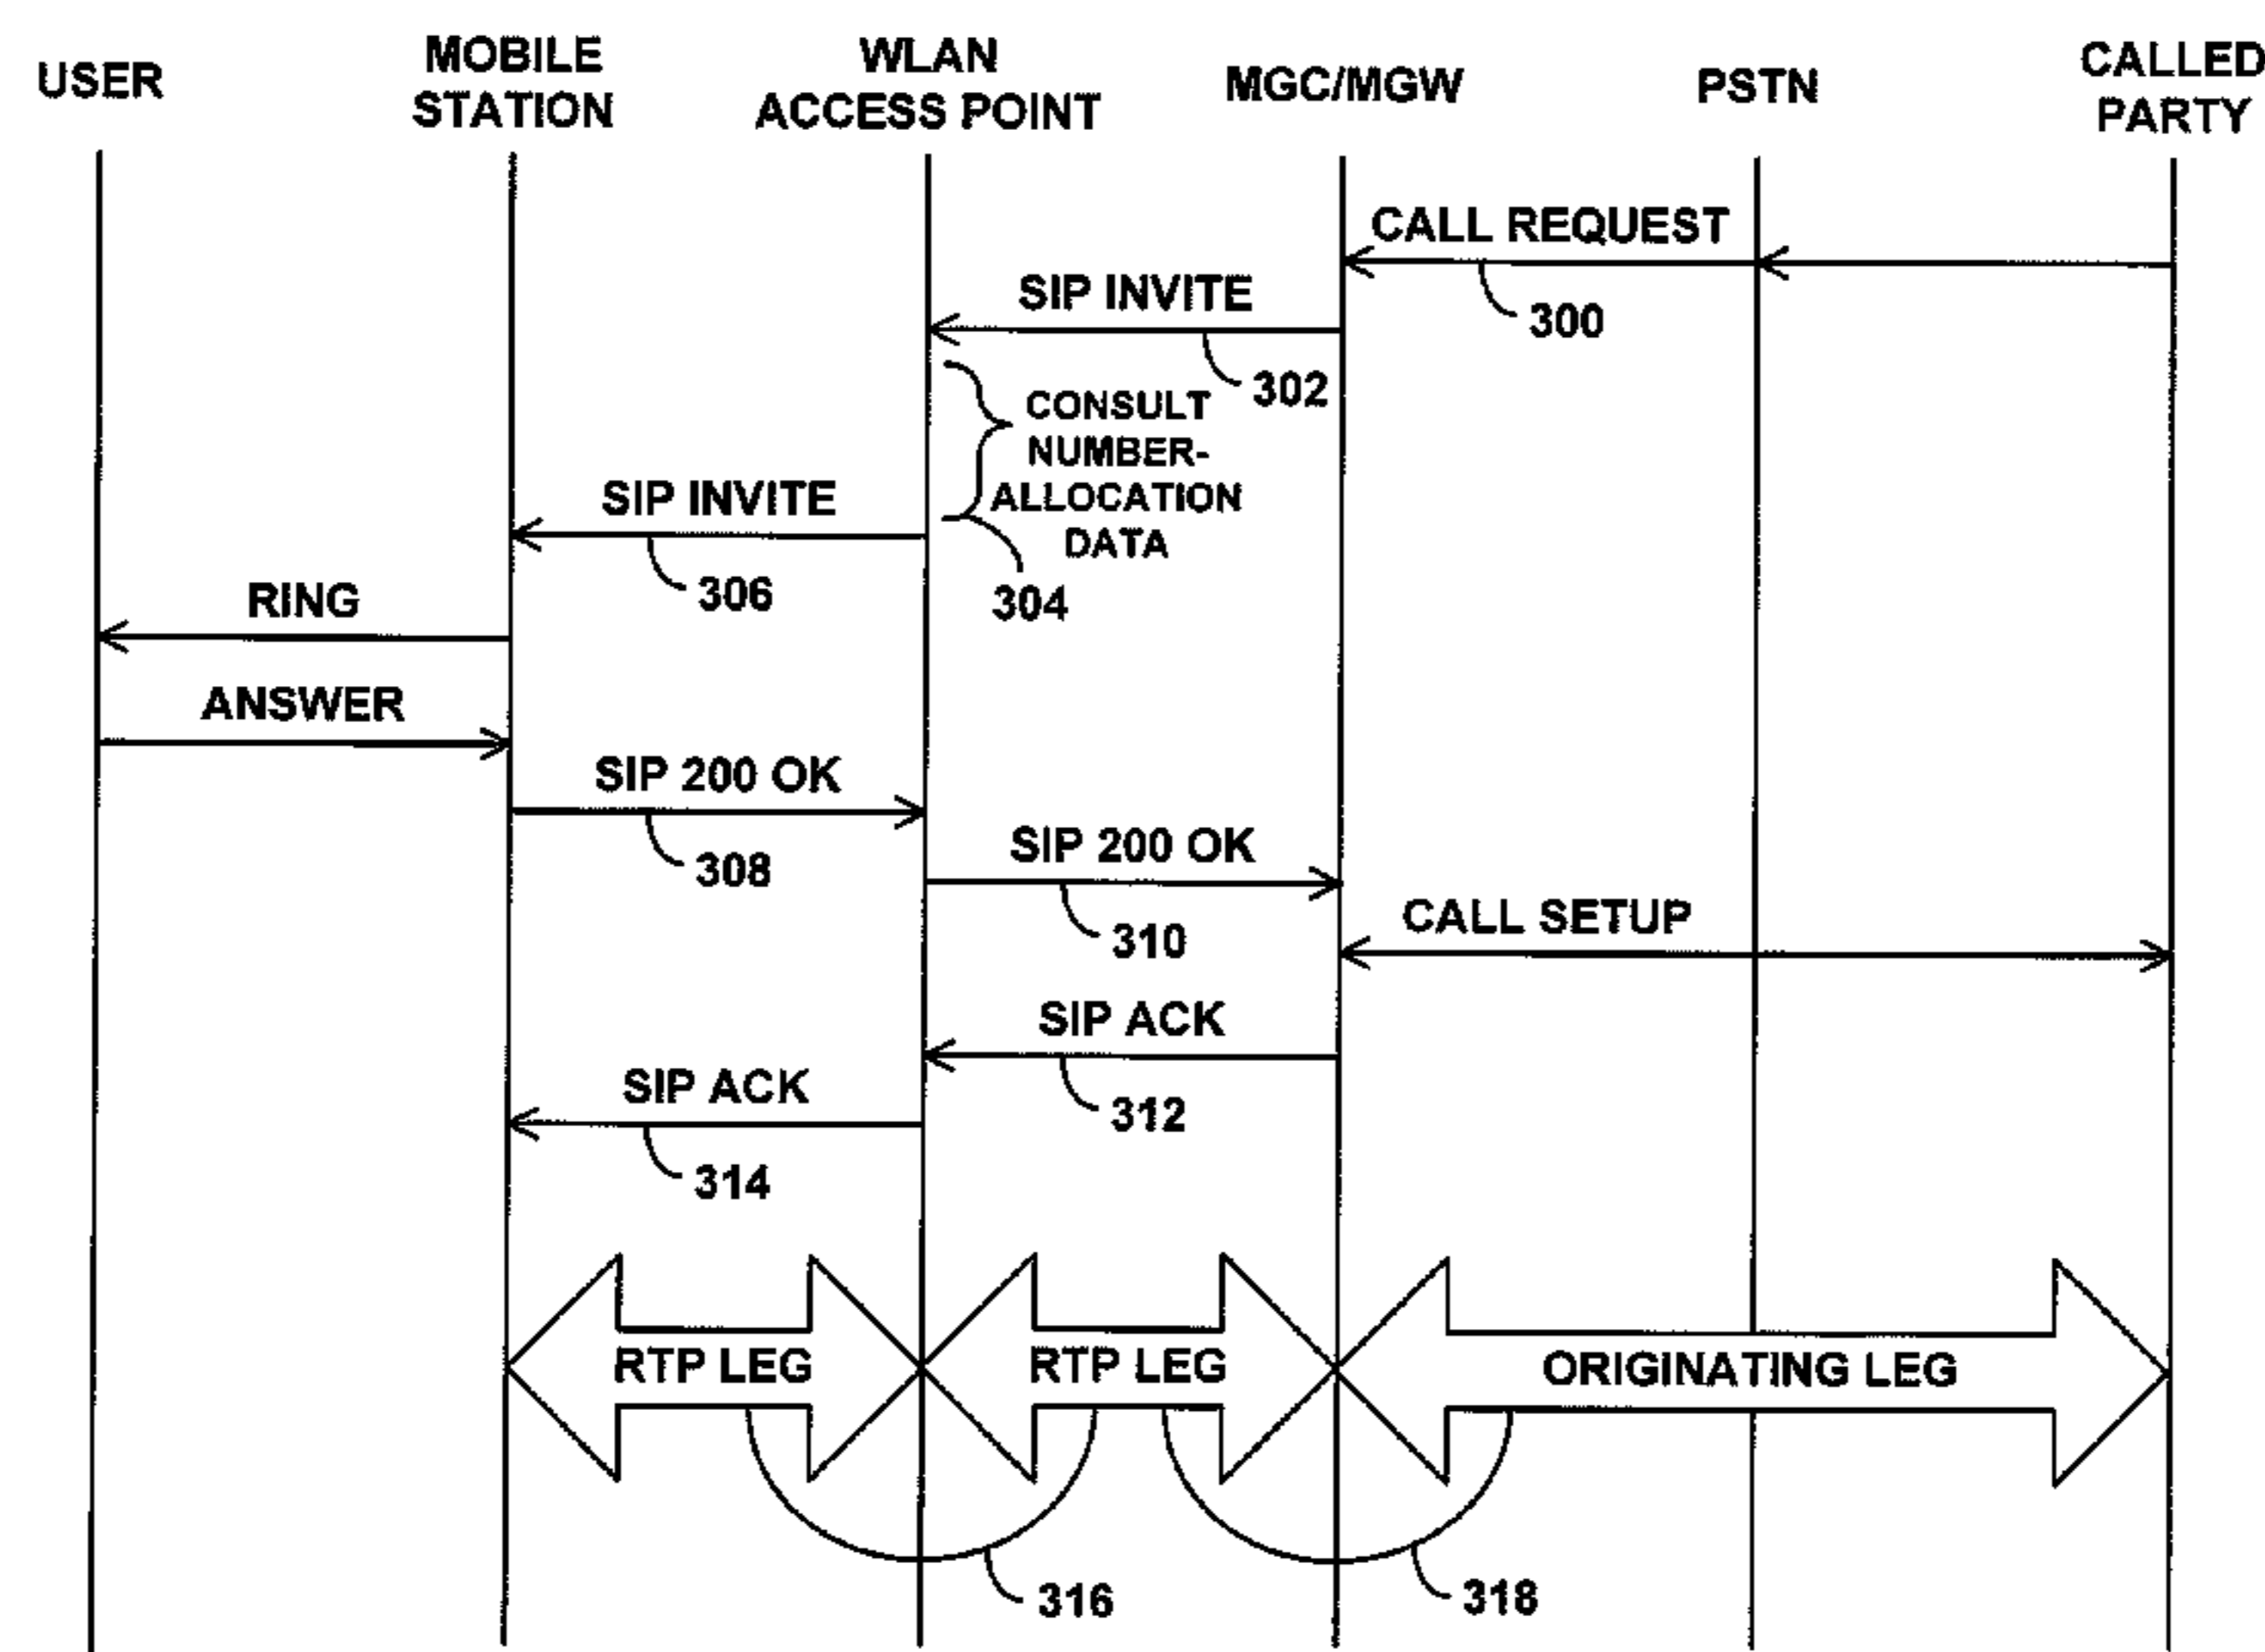 USER
MOBILE
STATION
WLAN
ACCESS POINT
MGC/MGW
PSTN
CALLED
PARTY
CALL REQUEST
300
SIP INVITE
302
CONSULT
NUMBER-
ALLOCATION
DATA
304
SIP INVITE
306
RING
ANSWER
SIP 200 OK
308
SIP 200 OK
310
CALL SETUP
SIP ACK
312
SIP ACK
314
RTP LEG
RTP LEG
ORIGINATING LEG
316
318